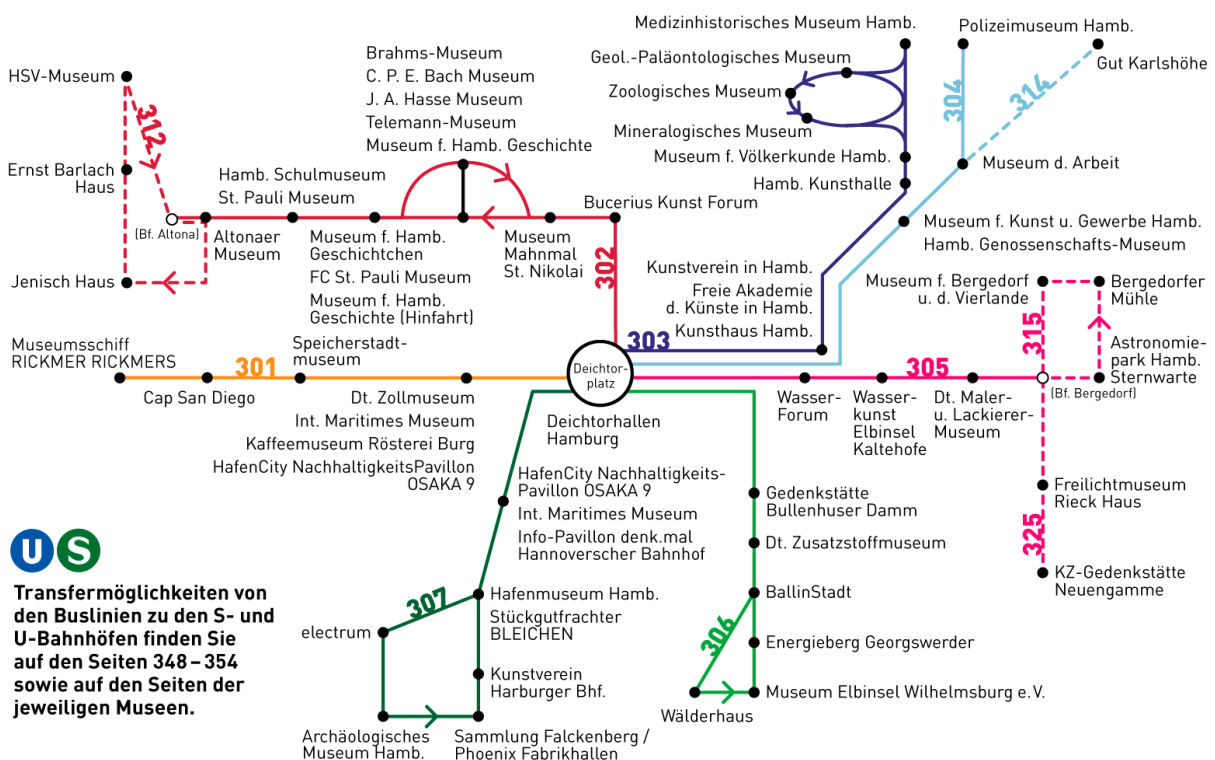 Medizinhistorisches Museum Hamb.
Polizeimuseum Hamb.
Brahms-Museum
Geol.-Paläontologisches Museum
Gut Karlshöhe
HSV-Museum
C. P. E. Bach Museum
Zoologisches Museum
304
314
J. A. Hasse Museum
312
Telemann-Museum
Mineralogisches Museum
Museum f. Hamb. Geschichte
Museum f. Völkerkunde Hamb.
Museum d. Arbeit
Ernst Barlach
Haus
Hamb. Schulmuseum
St. Pauli Museum
Hamb. Kunsthalle
Bucerius Kunst Forum
(Bf. Altona)
Altonaer
Museum
Museum f. Hamb.
Geschichtchen
FC St. Pauli Museum
Museum f. Hamb.
Geschichte (Hinfahrt)
Museum
Mahnmal
St. Nikolai
302
Museum f. Kunst u. Gewerbe Hamb.
Hamb. Genossenschafts-Museum
Jenisch Haus
Kunstverein in Hamb.
Freie Akademie
d. Künste in Hamb.
Kunsthaus Hamb.
Museum f. Bergedorf
u. d. Vierlande
Bergedorfer
Mühle
303
315
Museumsschiff
RICKMER RICKMERS
Speicherstadt-
museum
301
Deichtor-
platz
305
Astronomie-
park Hamb.
Sternwarte
(Bf. Bergedorf)
Cap San Diego
Dt. Zollmuseum
Int. Maritimes Museum
Kaffeemuseum Rösterei Burg
HafenCity NachhaltigkeitsPavillon
OSAKA 9
Deichtorhallen
Hamburg
Wasser-
Forum
Wasser-
kunst
Elbinsel
Kaltehofe
Dt. Maler-
u. Lackierer-
Museum
HafenCity Nachhaltigkeits-
Pavillon OSAKA 9
Int. Maritimes Museum
Info-Pavillon denk.mal
Hannoverscher Bahnhof
Gedenkstätte
Bullenhuser Damm
Freilichtmuseum
Rieck Haus
325
Dt. Zusatzstoffmuseum
KZ-Gedenkstätte
Neuengamme
U S
Transfermöglichkeiten von
den Buslinien zu den S- und
U-Bahnhöfen finden Sie
auf den Seiten 348 – 354
sowie auf den Seiten der
jeweiligen Museen.
307
Hafenmuseum Hamb.
Stückgutfrachter
BLEICHEN
electrum
Kunstverein
Harburger Bhf.
Archäologisches
Museum Hamb.
Sammlung Falckenberg /
Phoenix Fabrikhallen
BallinStadt
306
Energieberg Georgswerder
Museum Elbinsel Wilhelmsburg e.V.
Wälderhaus